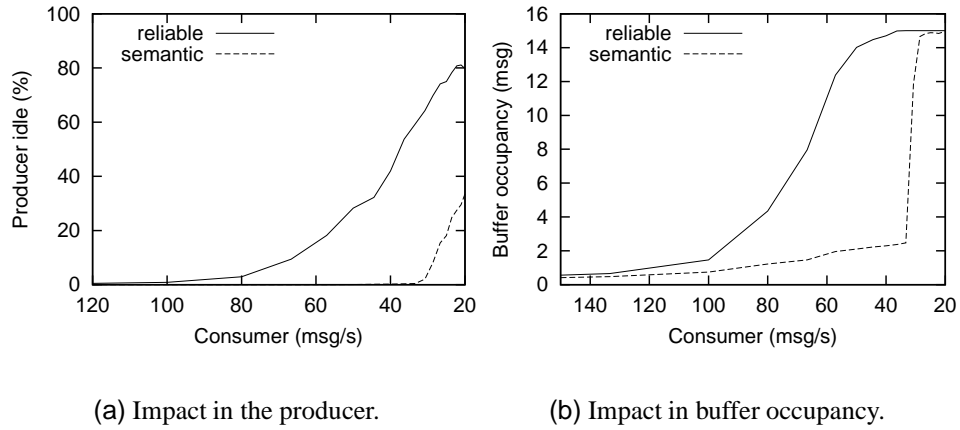 reliable
semantic
100
80
60
40
20
0
Producer idle (%)
120 100 80 60 40 20
Consumer (msg/s)
(a) Impact in the producer.
reliable
semantic
16
14
12
10
8
6
4
2
0
Buffer occupancy (msg)
140 120 100 80 60 40 20
Consumer (msg/s)
(b) Impact in buffer occupancy.